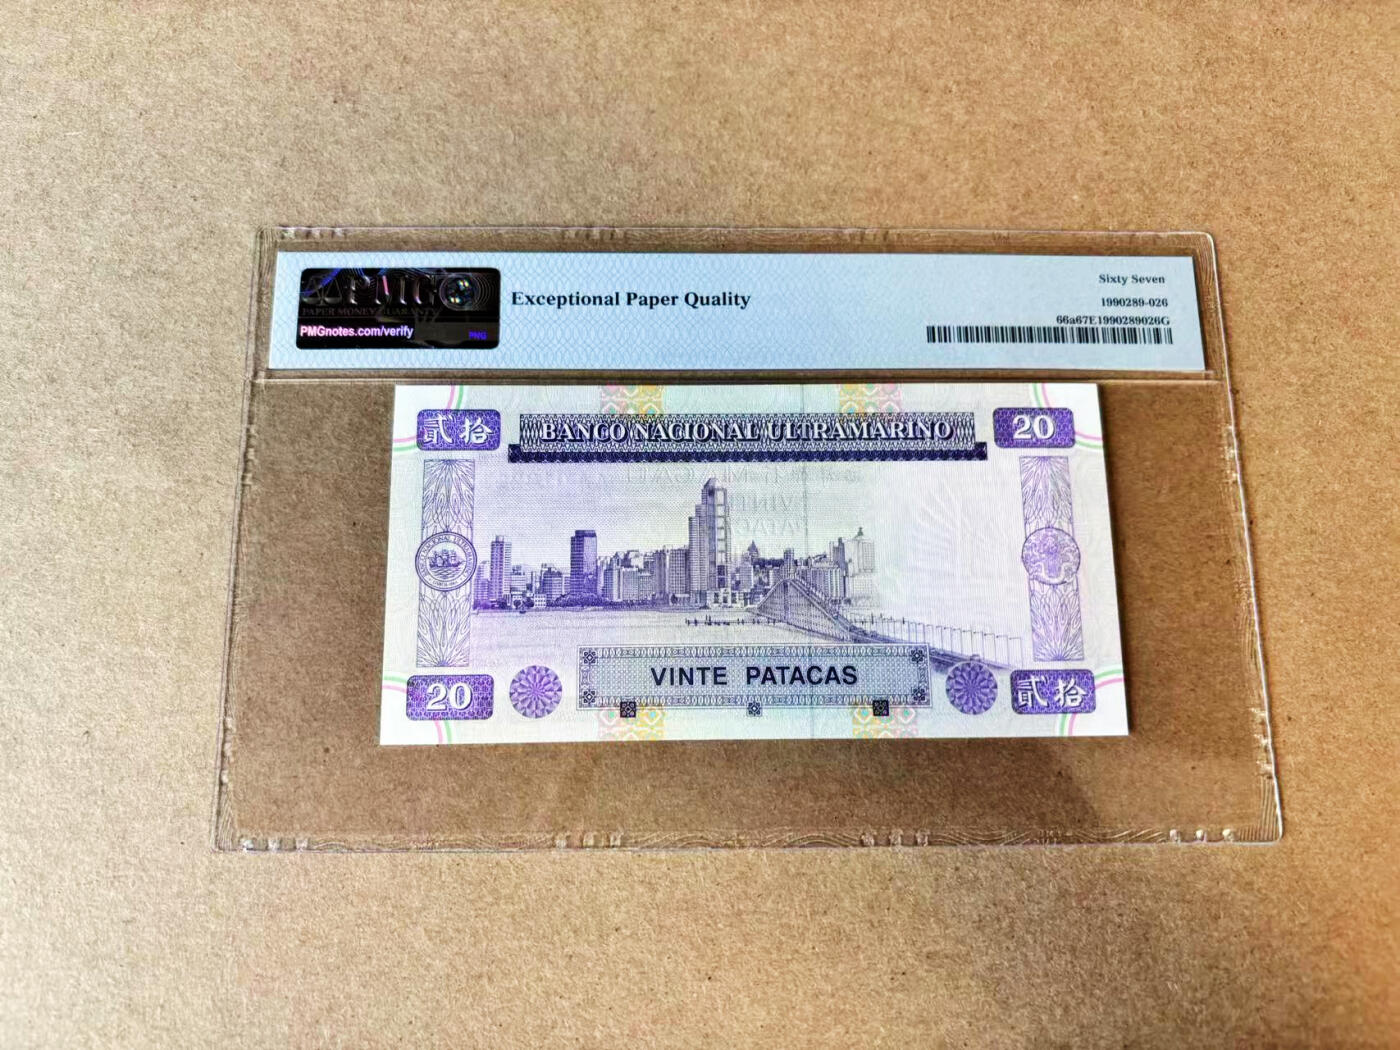 PMG
PAPER MONEY GUARANTY
PMGnotes.com/verify
PMG
Exceptional Paper Quality
Sixty Seven
1990289-026
66a67E1990289026G
貳拾
BANCO NACIONAL ULTRAMARINO
20
VINTE PATACAS
20
貳拾